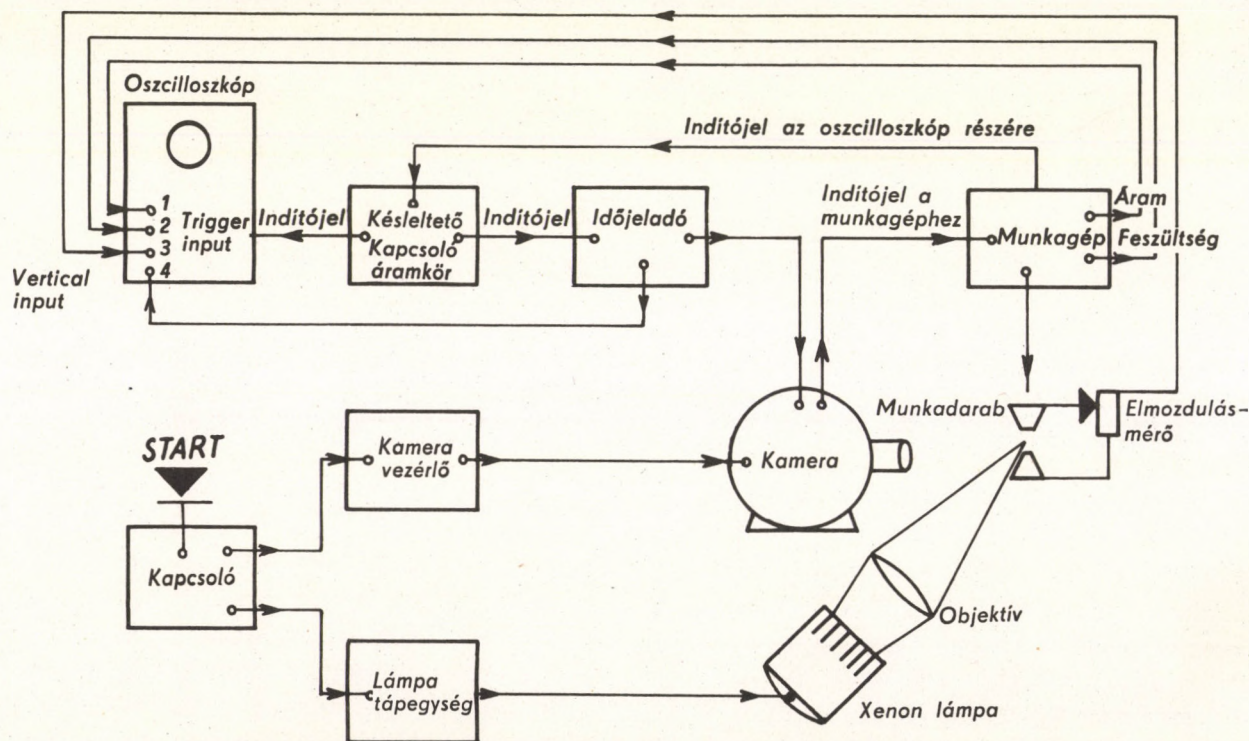 Oszcilloszkóp
Indítójel az oszcilloszkóp részére
1
2
3
4
Trigger
input
Vertical
input
Indítójel
Késleltető
Kapcsoló
áramkör
Indítójel
Időjeladó
Indítójel a
munkagéphez
Munkagép
Áram
Feszültség
Munkadarab
Elmozdulás-
mérő
START
Kapcsoló
Kamera
vezérlő
Kamera
Lámpa
tápegység
Objektív
Xenon lámpa